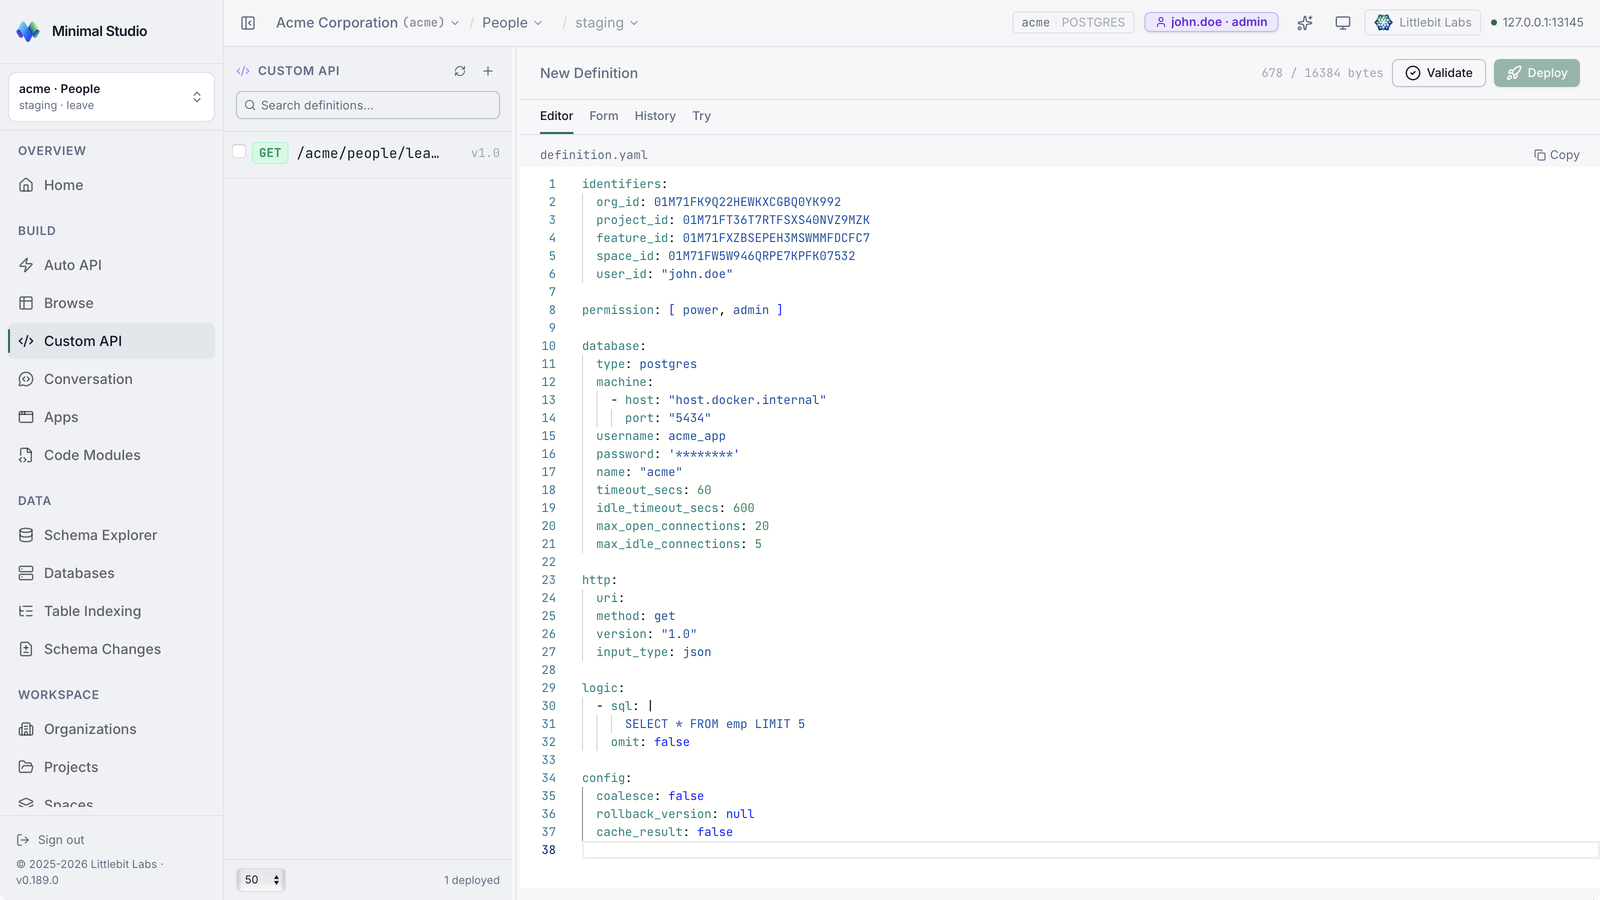 Minimal Studio
Acme Corporation (acme) / People / staging
acme · POSTGRES
john.doe · admin
Littlebit Labs
127.0.0.1:13145
acme · People
staging · leave
OVERVIEW
Home
BUILD
Auto API
Browse
Custom API
Conversation
Apps
Code Modules
DATA
Schema Explorer
Databases
Table Indexing
Schema Changes
WORKSPACE
Organizations
Projects
Spaces
Sign out
© 2025-2026 Littlebit Labs ·
v0.189.0
CUSTOM API
Search definitions...
GET /acme/people/lea… v1.0
50
1 deployed
New Definition
678 / 16384 bytes
Validate
Deploy
Editor Form History Try
definition.yaml
Copy
1 identifiers:
2 org_id: 01M71FK9Q22HEWKXCGBQ0YK992
3 project_id: 01M71FT36T7RTFSXS40NVZ9MZK
4 feature_id: 01M71FXZBSEPEH3MSWMMFDCFC7
5 space_id: 01M71FW5W946QRPE7KPFK07532
6 user_id: "john.doe"
7
8 permission: [ power, admin ]
9
10 database:
11 type: postgres
12 machine:
13 - host: "host.docker.internal"
14 port: "5434"
15 username: acme_app
16 password: '********'
17 name: "acme"
18 timeout_secs: 60
19 idle_timeout_secs: 600
20 max_open_connections: 20
21 max_idle_connections: 5
22
23 http:
24 uri:
25 method: get
26 version: "1.0"
27 input_type: json
28
29 logic:
30 - sql: |
31 SELECT * FROM emp LIMIT 5
32 omit: false
33
34 config:
35 coalesce: false
36 rollback_version: null
37 cache_result: false
38